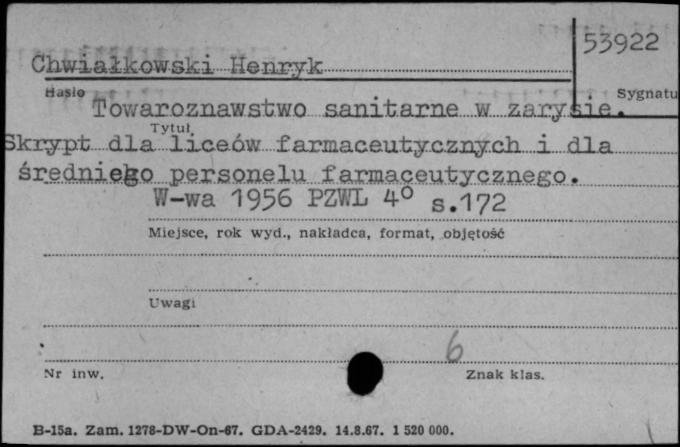 53922
Chwiałkowski Henryk
Hasło
Sygnatu
Towaroznawstwo sanitarne w zarysie.
Tytuł
Skrypt dla liceów farmaceutycznych i dla
średniego personelu farmaceutycznego.
W-wa 1956 PZWL 4° s.172
Miejsce, rok wyd., nakładca, format, objętość
Uwagi
6
Nr inw.
Znak klas.
B-15a. Zam. 1278-DW-On-67. GDA-2429. 14.8.67. 1 520 000.